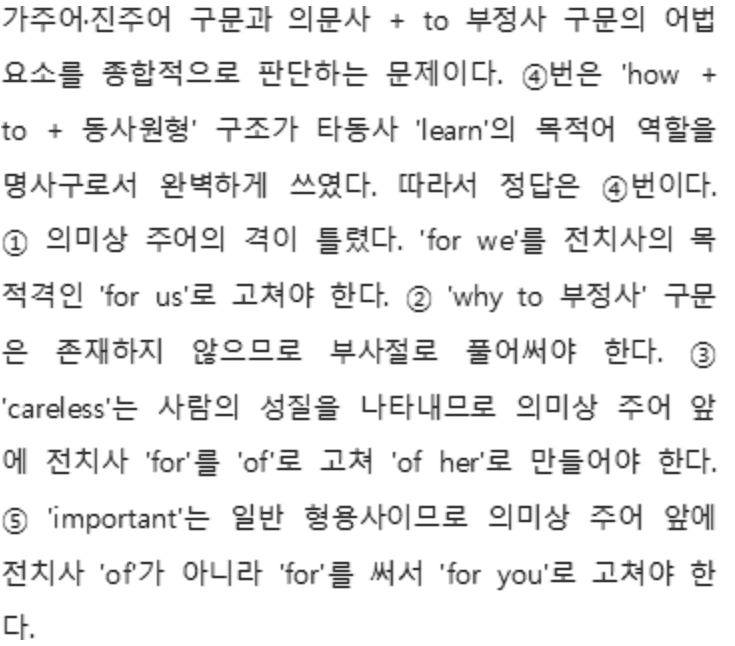 가주어·진주어 구문과 의문사 + to 부정사 구문의 어법
요소를 종합적으로 판단하는 문제이다. ④번은 'how +
to + 동사원형' 구조가 타동사 'learn'의 목적어 역할을
명사구로서 완벽하게 쓰였다. 따라서 정답은 ④번이다.
① 의미상 주어의 격이 틀렸다. 'for we'를 전치사의 목
적격인 'for us'로 고쳐야 한다. ② 'why to 부정사' 구문
은 존재하지 않으므로 부사절로 풀어써야 한다. ③
'careless'는 사람의 성질을 나타내므로 의미상 주어 앞
에 전치사 'for'를 'of'로 고쳐 'of her'로 만들어야 한다.
⑤ 'important'는 일반 형용사이므로 의미상 주어 앞에
전치사 'of'가 아니라 'for'를 써서 'for you'로 고쳐야 한
다.